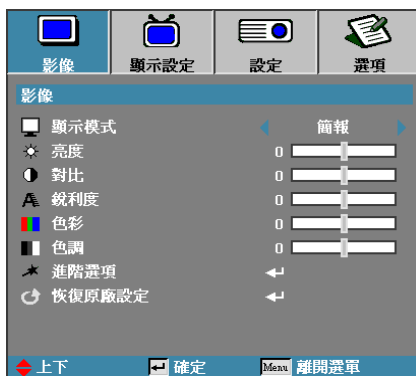 影像 顯示設定 設定 選項
影像
顯示模式 簡報
亮度 0
對比 0
銳利度 0
色彩 0
色調 0
進階選項
恢復原廠設定
上下 確定 Menu 離開選單